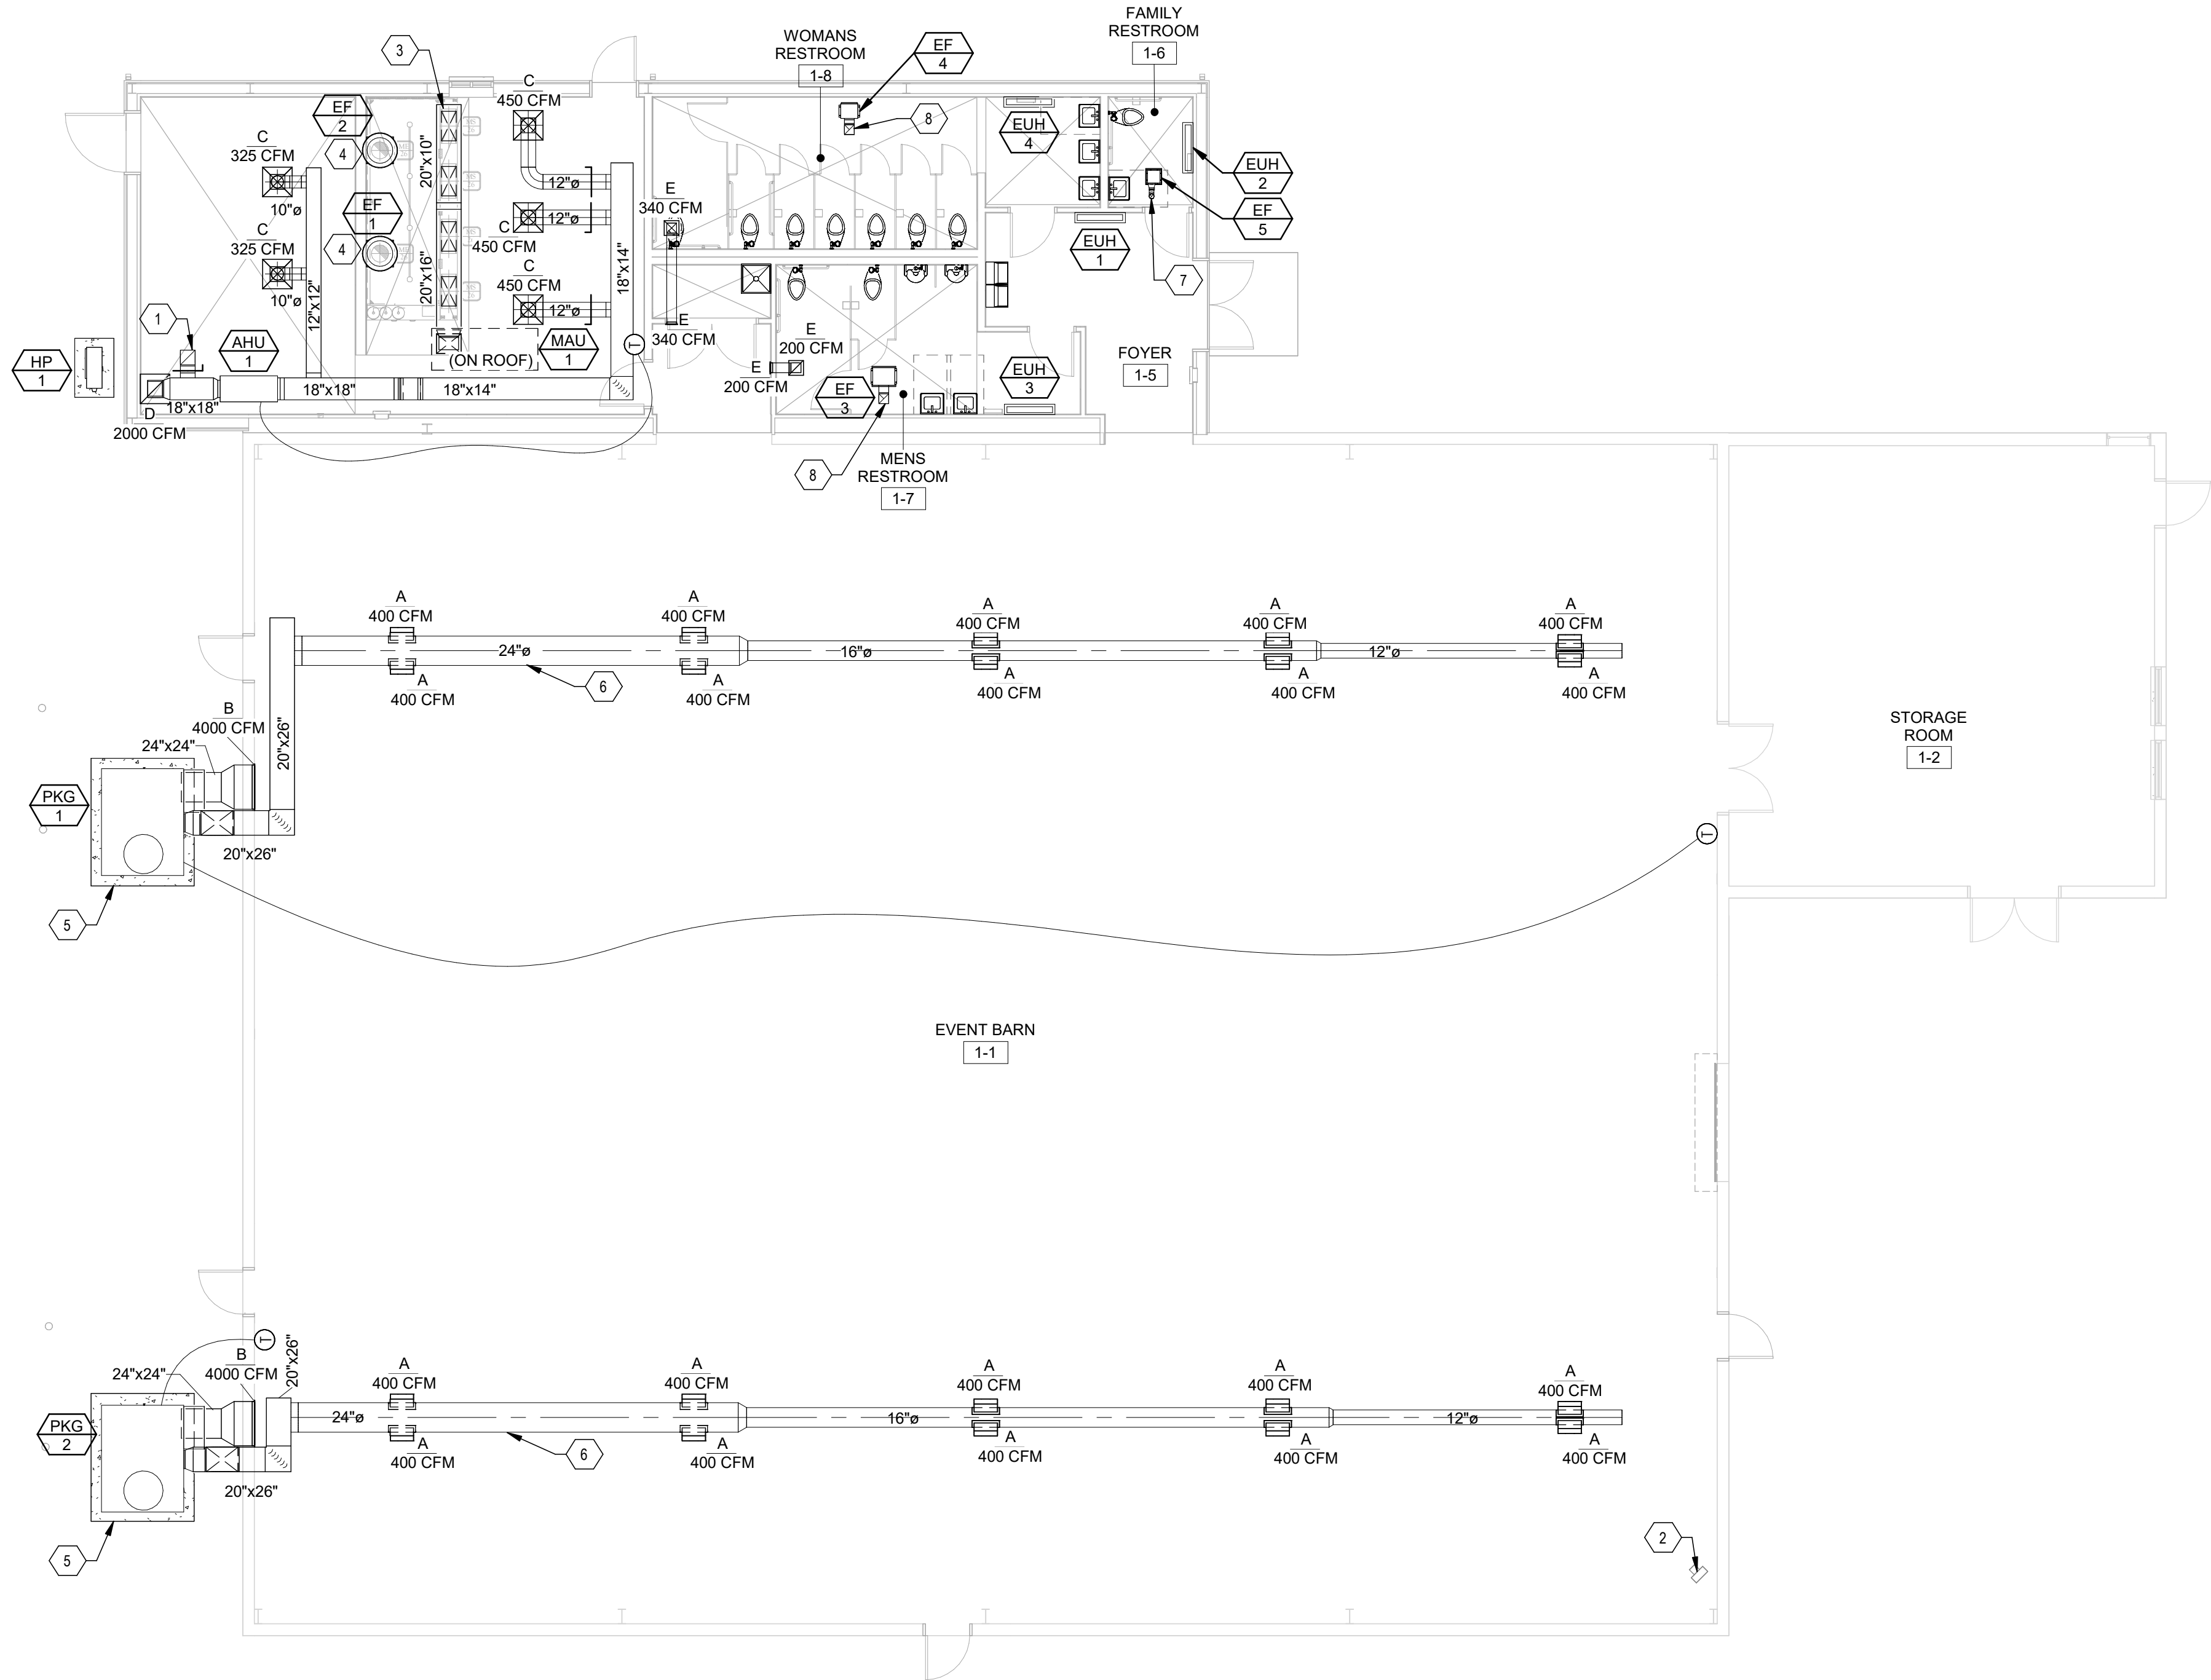 FAMILY
RESTROOM
1-6
WOMANS
RESTROOM
1-8
EF
4
3
C
450 CFM
EF
2
8
EUH
4
C
325 CFM
4
20"x10"
12"ø
EUH
2
10"ø
E
340 CFM
EF
1
12"ø
EF
5
C
325 CFM
C
450 CFM
4
EUH
1
20"x16"
18"x14"
C
450 CFM
7
10"ø
12"x12"
12"ø
1
AHU
1
MAU
1
(ON ROOF)
E
340 CFM
E
200 CFM
HP
1
FOYER
1-5
18"x18"
18"x14"
E
200 CFM
EUH
3
EF
3
D
2000 CFM
18"x18"
8
MENS
RESTROOM
1-7
A
400 CFM
A
400 CFM
A
400 CFM
A
400 CFM
A
400 CFM
24"ø
16"ø
12"ø
A
400 CFM
6
A
400 CFM
A
400 CFM
A
400 CFM
A
400 CFM
B
4000 CFM
24"x24"
20"x26"
STORAGE
ROOM
1-2
PKG
1
20"x26"
T
T
5
EVENT BARN
1-1
T
B
4000 CFM
20"x26"
24"x24"
A
400 CFM
A
400 CFM
A
400 CFM
A
400 CFM
A
400 CFM
24"ø
16"ø
12"ø
PKG
2
A
400 CFM
6
A
400 CFM
A
400 CFM
A
400 CFM
A
400 CFM
20"x26"
5
2